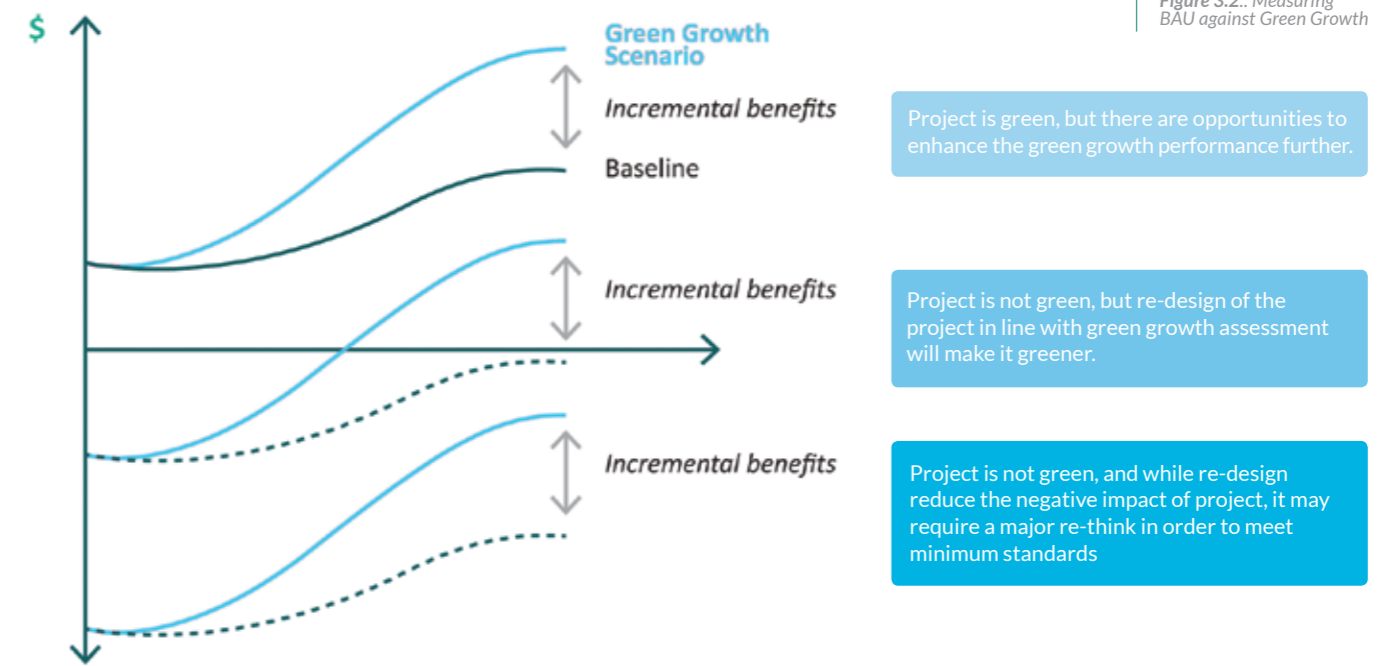 Figure 3.2.: Measuring
BAU against Green Growth
$
Green Growth
Scenario
Incremental benefits
Baseline
Project is green, but there are opportunities to
enhance the green growth performance further.
Incremental benefits
Project is not green, but re-design of the
project in line with green growth assessment
will make it greener.
Incremental benefits
Project is not green, and while re-design
reduce the negative impact of project, it may
require a major re-think in order to meet
minimum standards